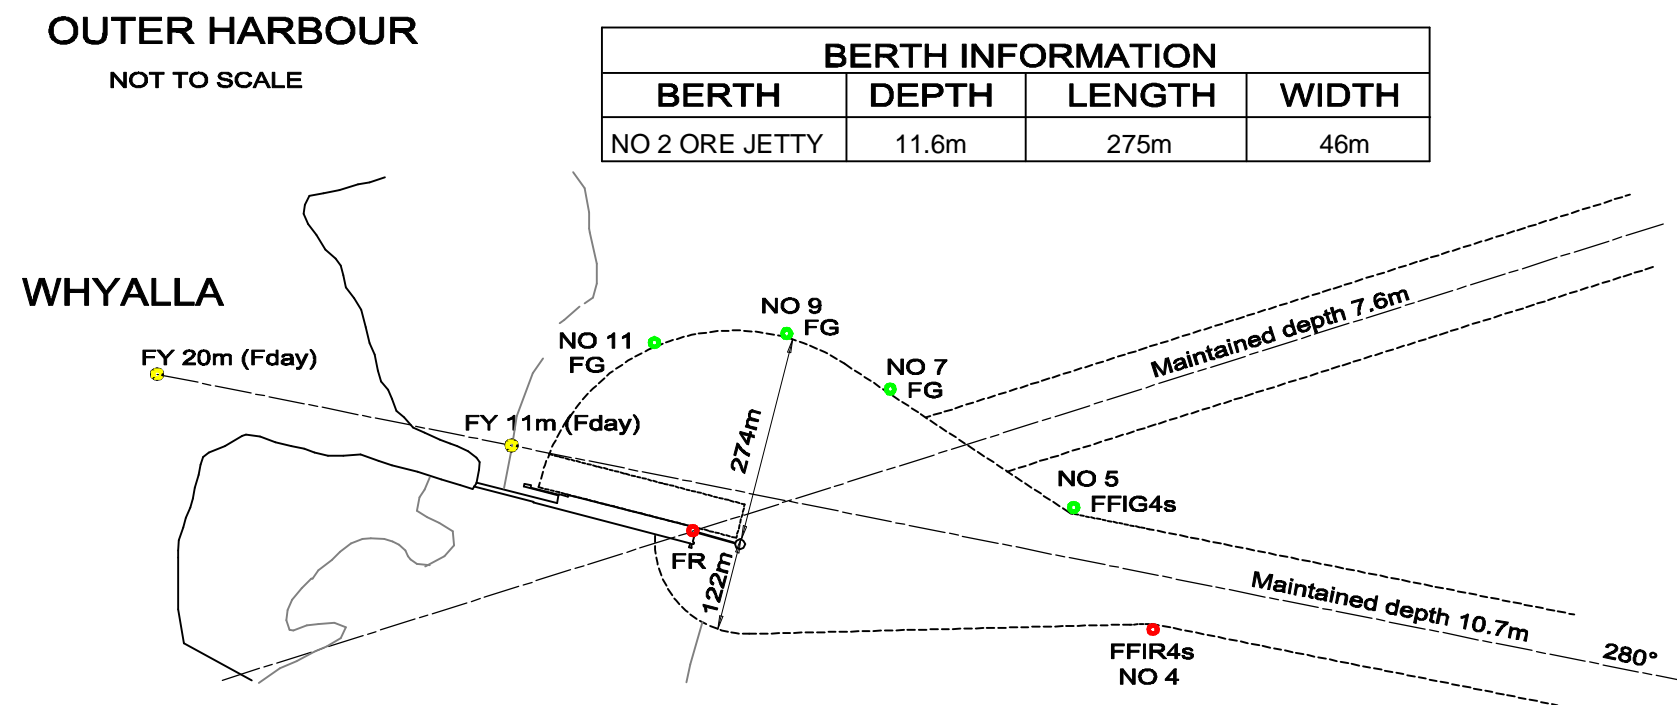 OUTER HARBOUR
NOT TO SCALE
BERTH INFORMATION
BERTH DEPTH LENGTH WIDTH
NO 2 ORE JETTY 11.6m 275m 46m
WHYALLA
FY 20m (Fday)
FY 11m (Fday)
NO 11
FG
NO 9
FG
NO 7
FG
Maintained depth 7.6m
274m
NO 5
FFIG4s
FR
122m
Maintained depth 10.7m
280°
FFIR4s
NO 4